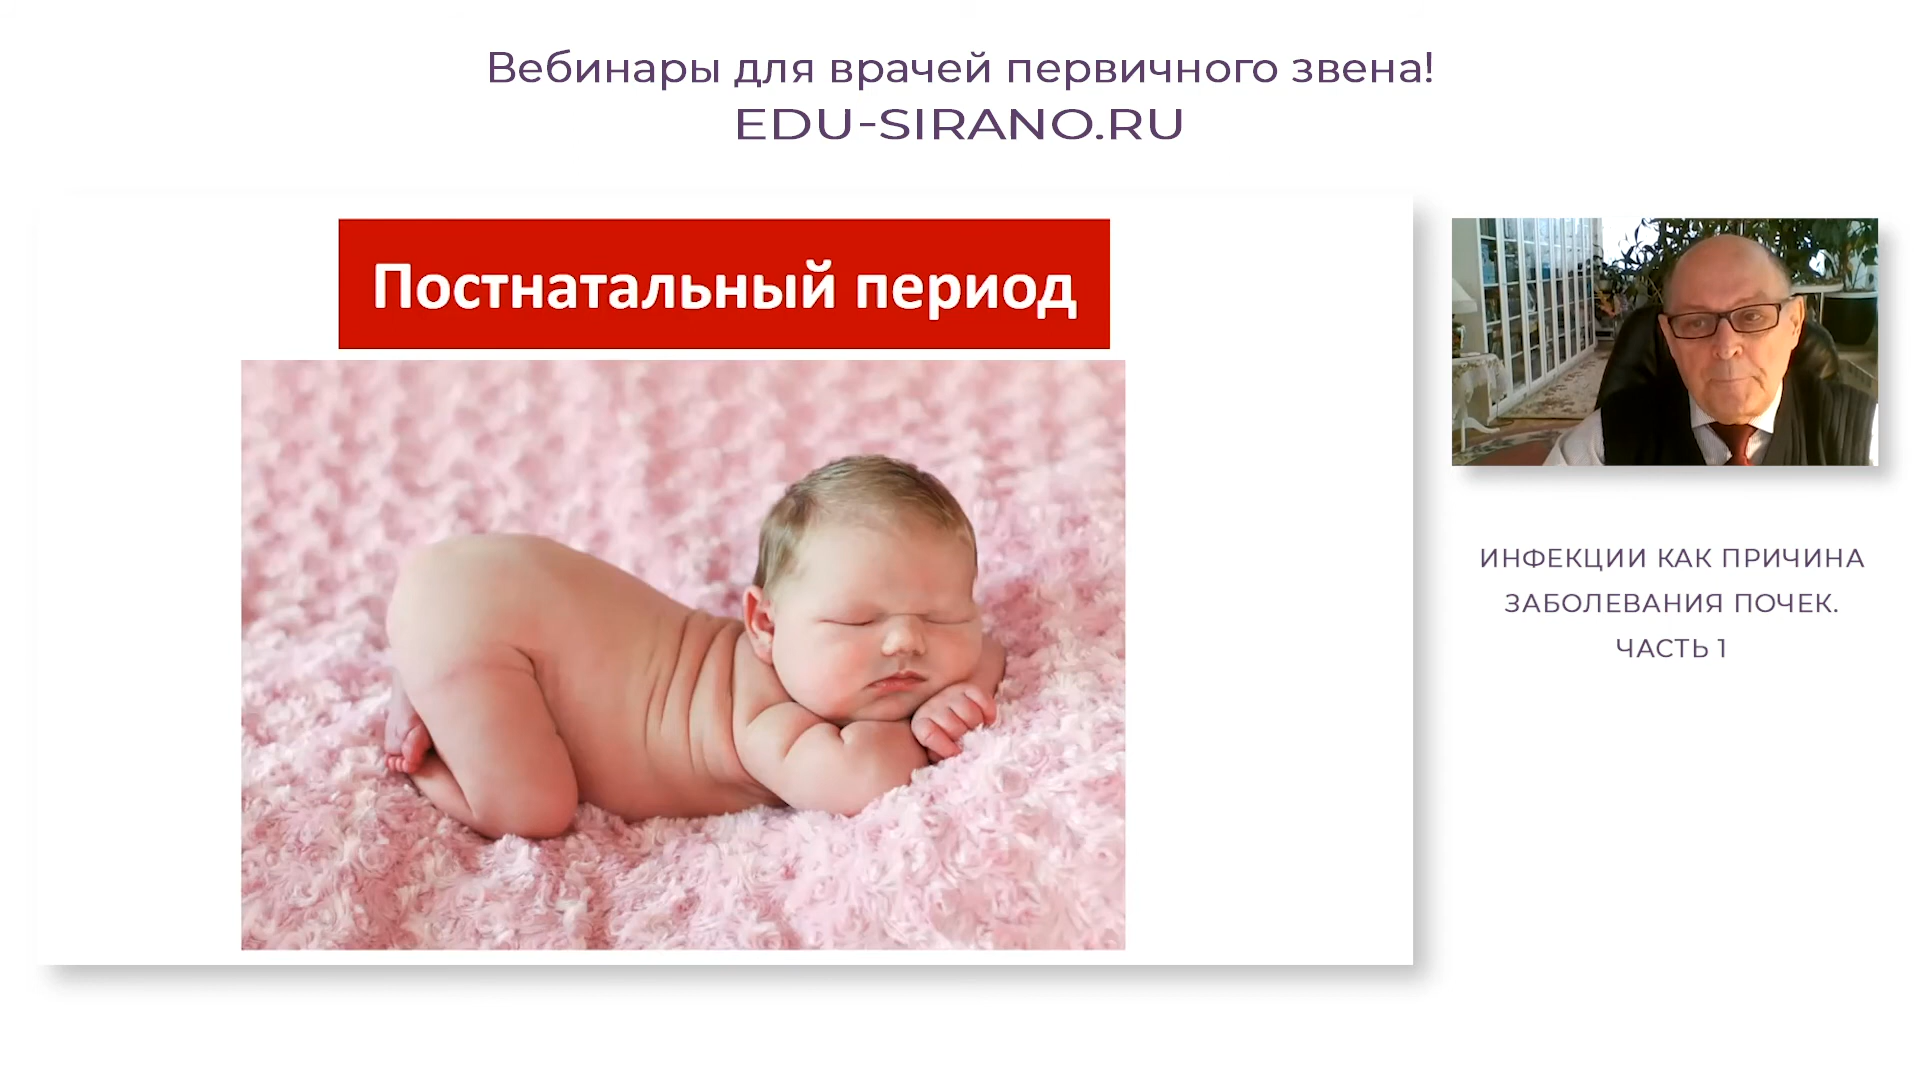 Вебинары для врачей первичного звена!
EDU-SIRANO.RU
Постнатальный период
ИНФЕКЦИИ КАК ПРИЧИНА
ЗАБОЛЕВАНИЯ ПОЧЕК.
ЧАСТЬ 1